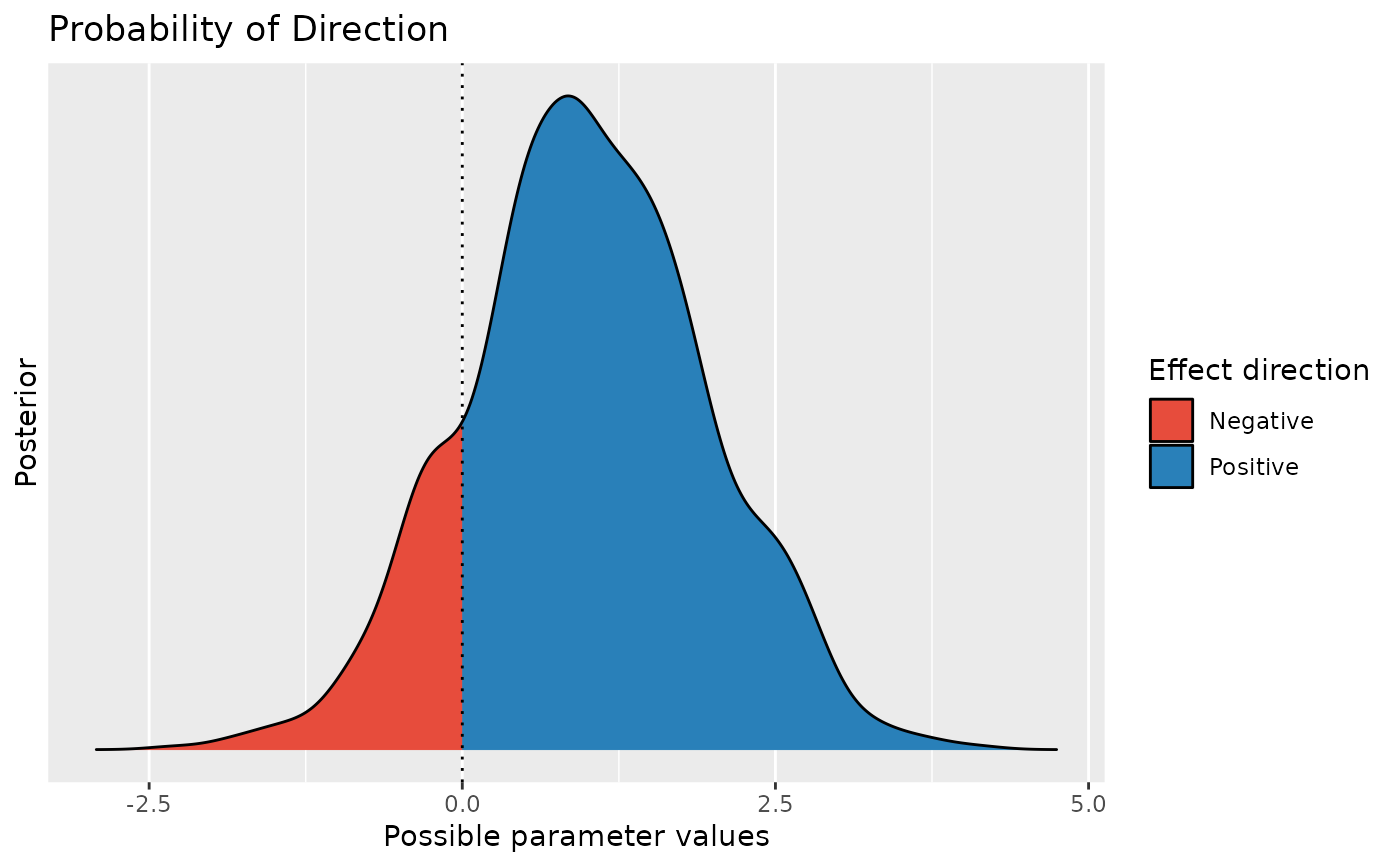 Probability of Direction
Posterior
-2.5
0.0
2.5
5.0
Possible parameter values
Effect direction
Negative
Positive